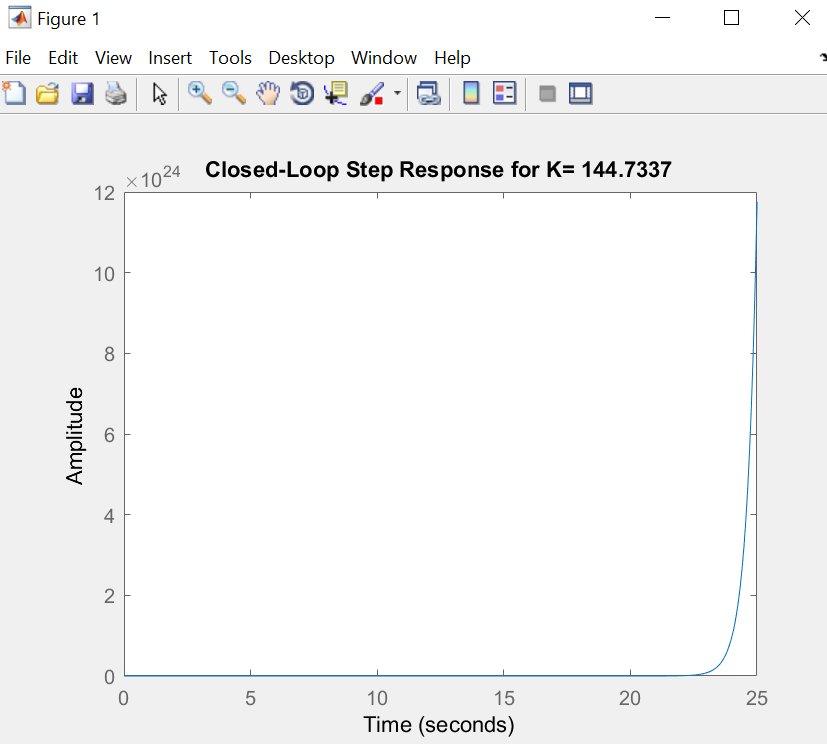 Figure 1
File Edit View Insert Tools Desktop Window Help
×10^24
Closed-Loop Step Response for K= 144.7337
12
10
8
6
4
2
0
Amplitude
0 5 10 15 20 25
Time (seconds)